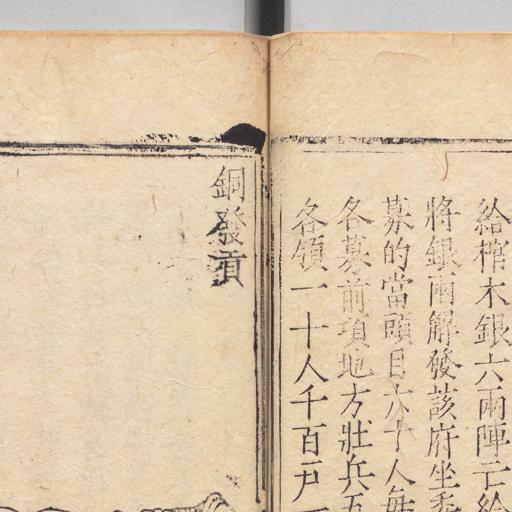 給棺木銀六兩陣亡給
將銀兩解發該府坐委
募的當頭目六十人每
各募前項地方壯兵五
各領一十人千百戸一
銅發貢